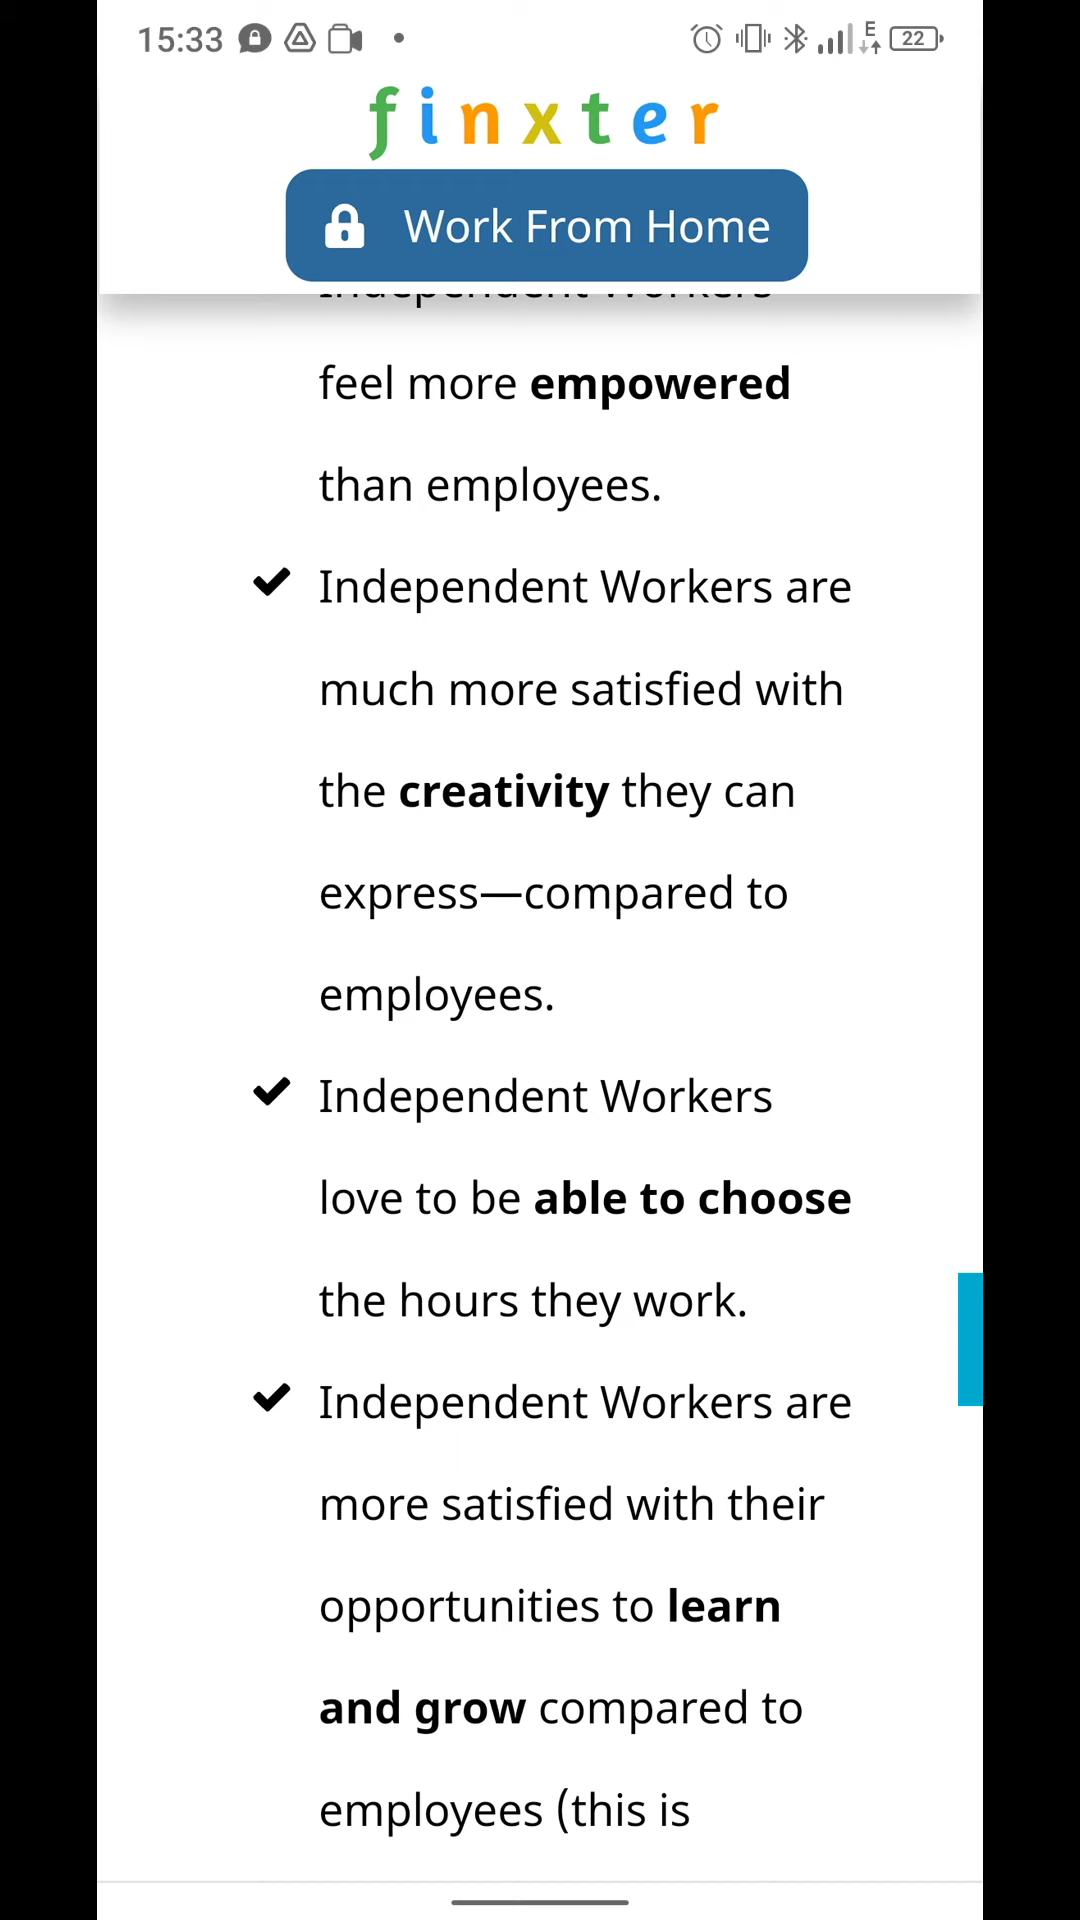 15:33
E
22
finxter
Work From Home
Independent Workers
feel more empowered
than employees.
Independent Workers are
much more satisfied with
the creativity they can
express—compared to
employees.
Independent Workers
love to be able to choose
the hours they work.
Independent Workers are
more satisfied with their
opportunities to learn
and grow compared to
employees (this is